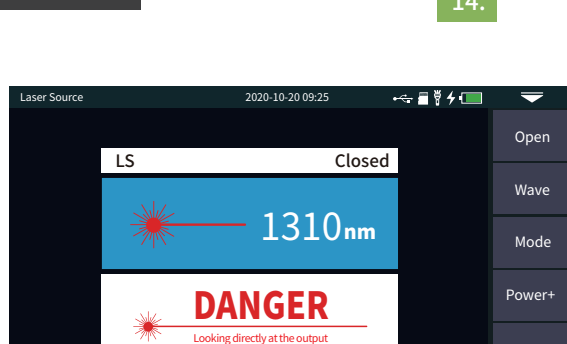 14.
Laser Source 2020-10-20 09:25
Open
LS Closed
Wave
1310nm
Mode
Power+
DANGER
Looking directly at the output